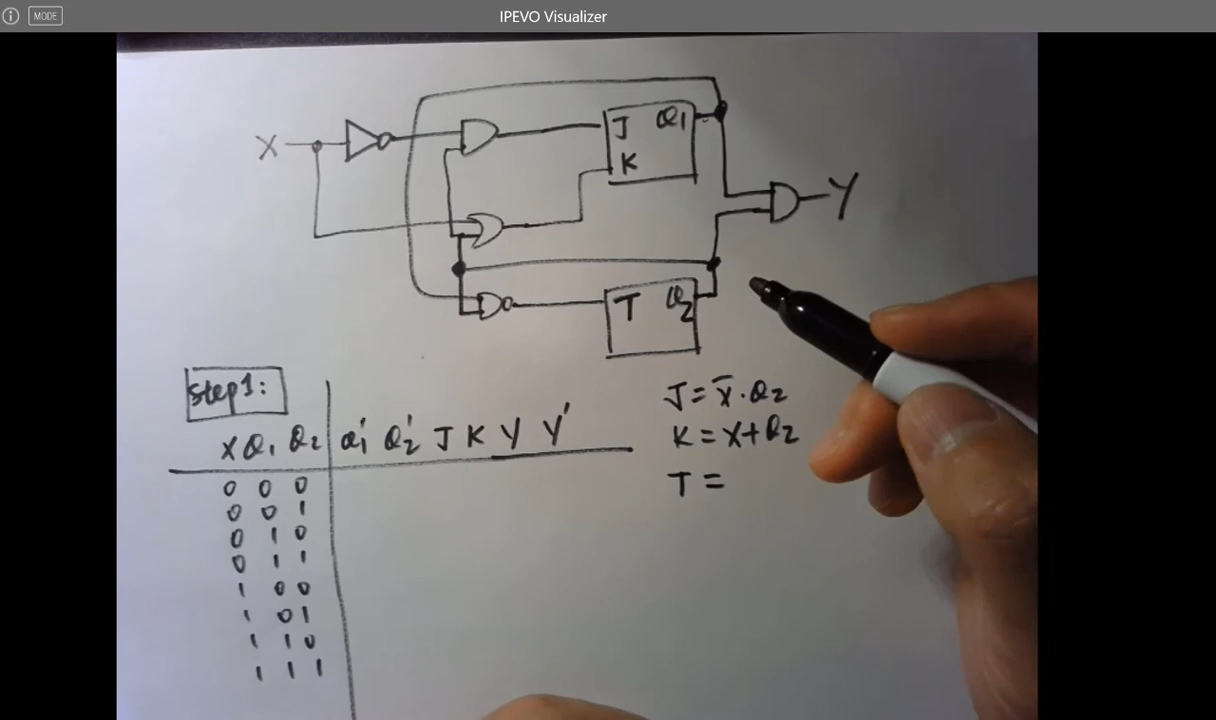 MODE
IPEVO Visualizer
X
J Q1
K
Y
T Q2
Step1:
X Q1 Q2 Q1' Q2' J K Y Y'
0 0 0
0 0 1
0 1 0
0 1 1
1 0 0
1 0 1
1 1 0
1 1 1
J = X̅ · Q2
K = X + Q2
T =